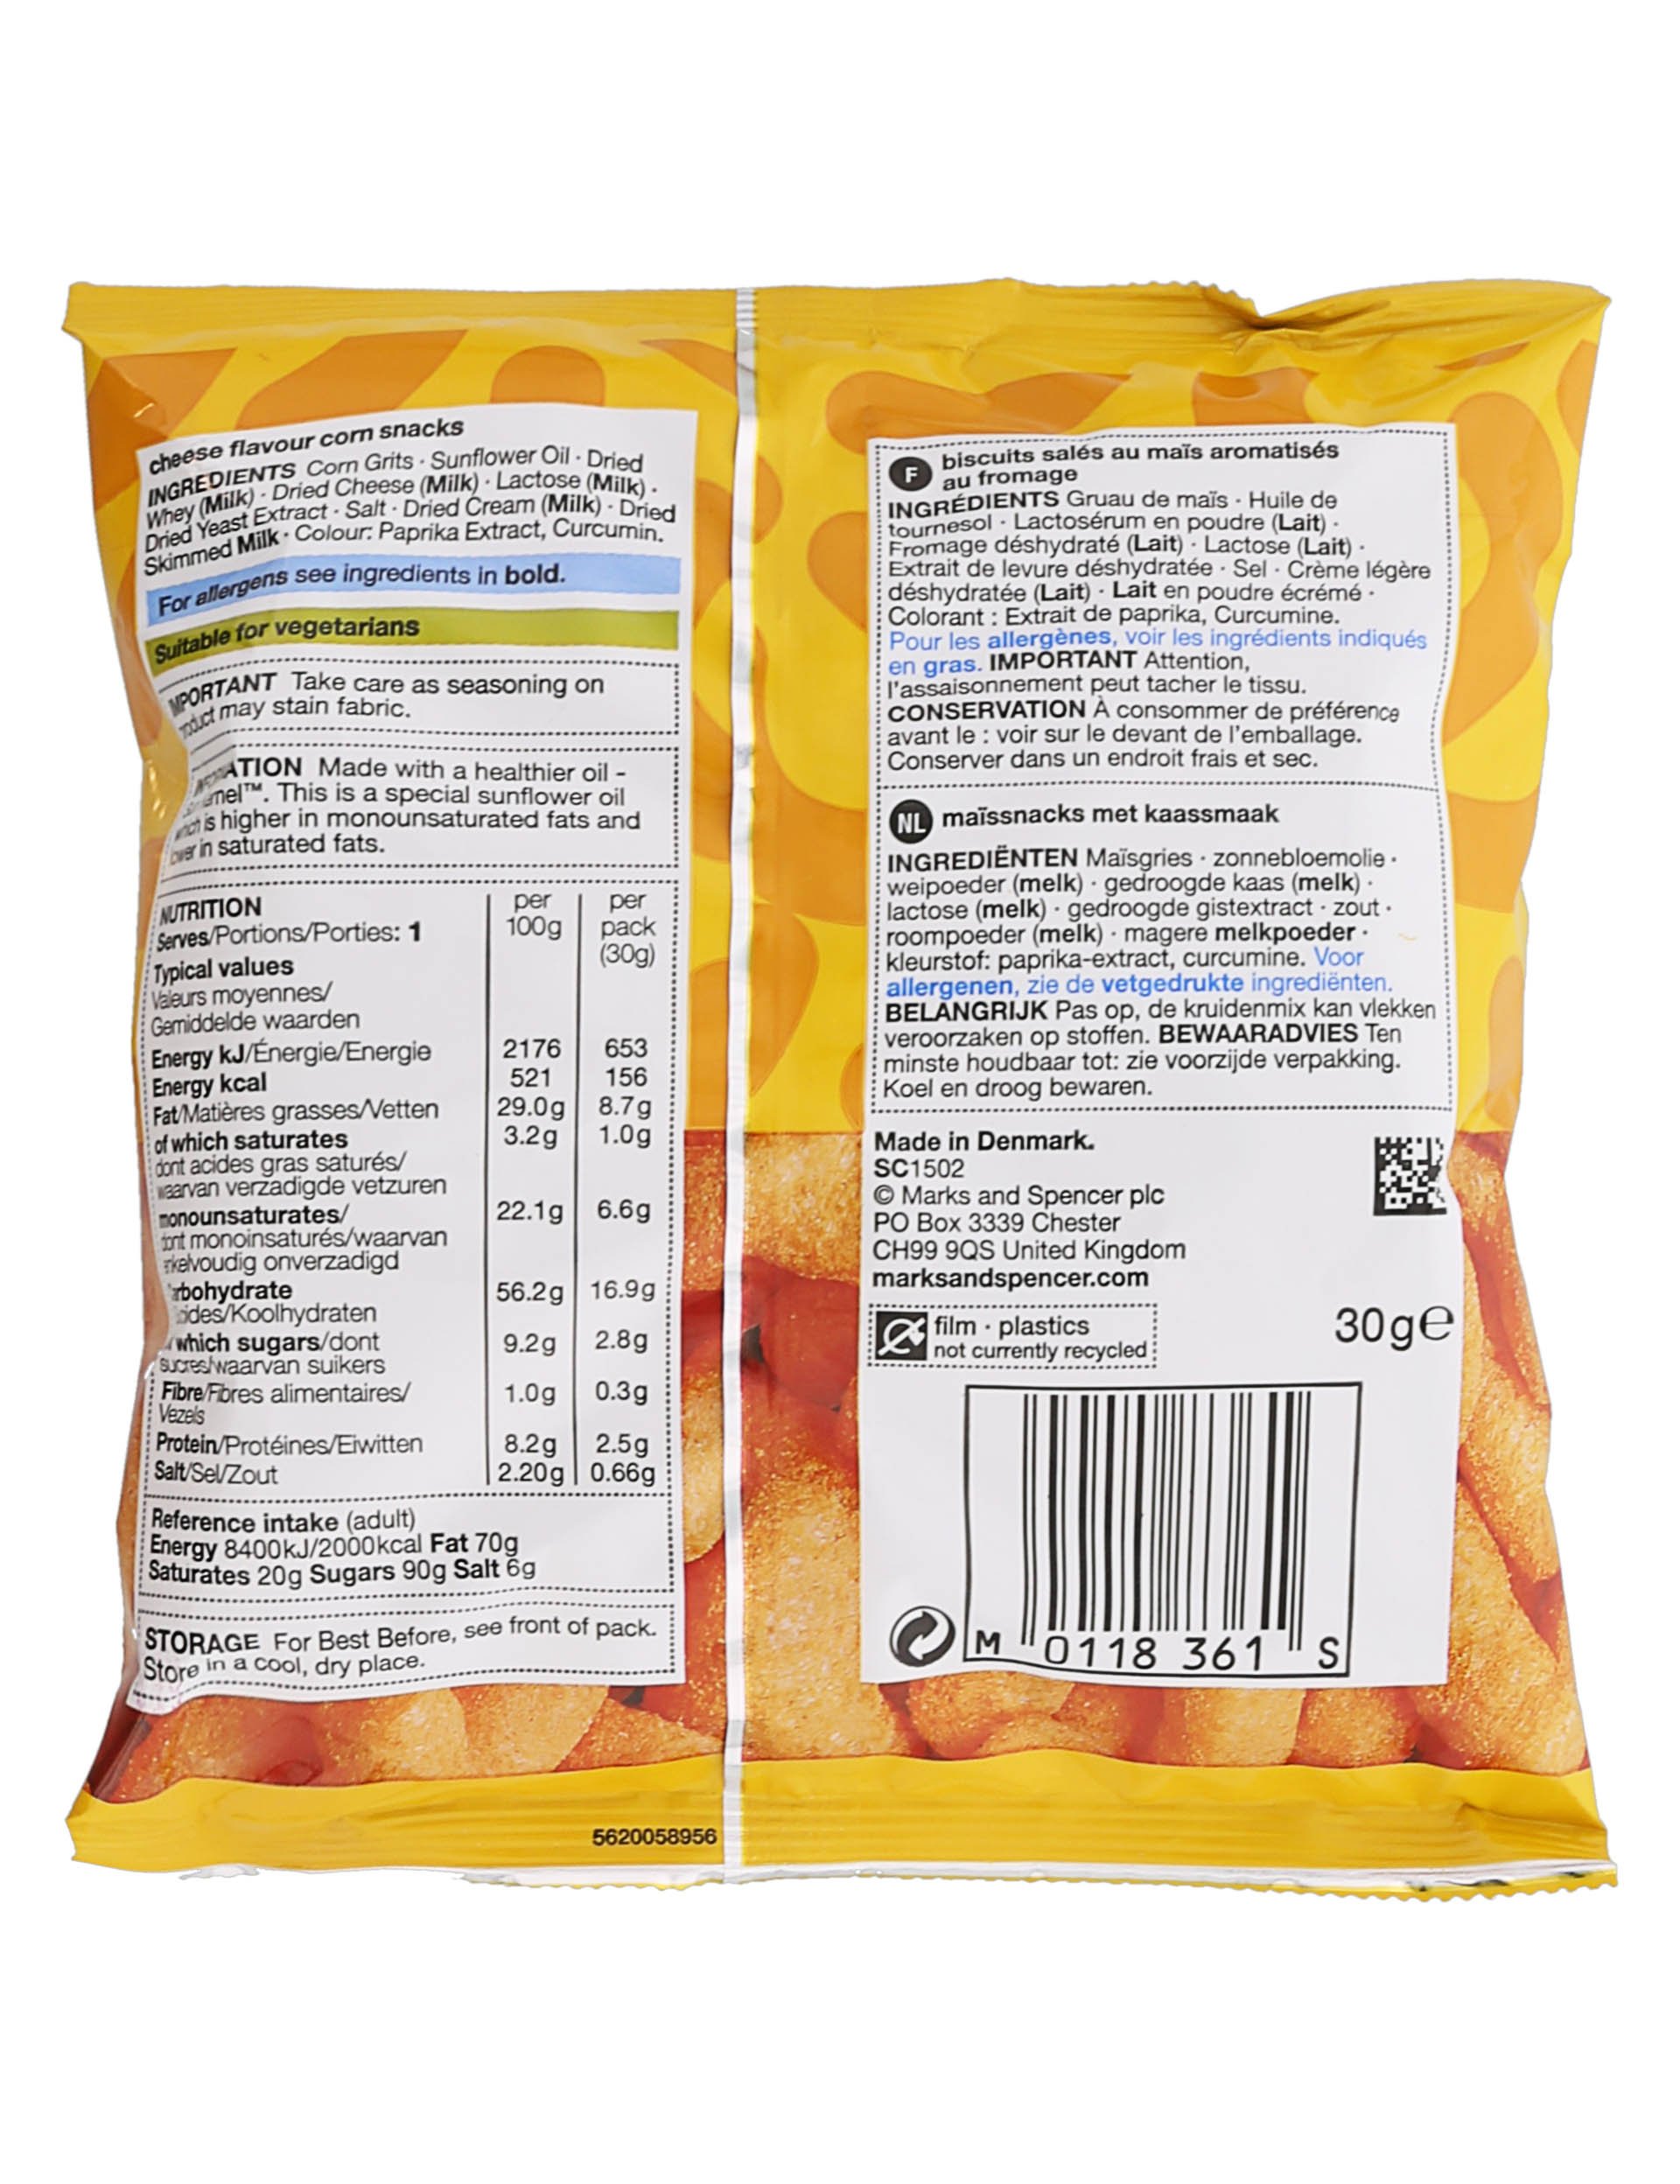 cheese flavour corn snacks
INGREDIENTS Corn Grits · Sunflower Oil · Dried
Whey (Milk) · Dried Cheese (Milk) · Lactose (Milk) ·
Dried Yeast Extract · Salt · Dried Cream (Milk) · Dried
Skimmed Milk · Colour: Paprika Extract, Curcumin.
For allergens see ingredients in bold.
Suitable for vegetarians
IMPORTANT Take care as seasoning on
product may stain fabric.
INFORMATION Made with a healthier oil -
This is a special sunflower oil
which is higher in monounsaturated fats and
lower in saturated fats.
NUTRITION per 100g per pack (30g)
Serves/Portions/Porties: 1
Typical values
Valeurs moyennes/
Gemiddelde waarden
Energy kJ/Énergie/Energie 2176 653
Energy kcal 521 156
Fat/Matières grasses/Vetten 29.0g 8.7g
of which saturates 3.2g 1.0g
dont acides gras saturés/
waarvan verzadigde vetzuren
monounsaturates/ 22.1g 6.6g
dont monoinsaturés/waarvan
enkelvoudig onverzadigd
Carbohydrate 56.2g 16.9g
Glucides/Koolhydraten
of which sugars/dont 9.2g 2.8g
sucres/waarvan suikers
Fibre/Fibres alimentaires/ 1.0g 0.3g
Vezels
Protein/Protéines/Eiwitten 8.2g 2.5g
Salt/Sel/Zout 2.20g 0.66g
Reference intake (adult)
Energy 8400kJ/2000kcal Fat 70g
Saturates 20g Sugars 90g Salt 6g
STORAGE For Best Before, see front of pack.
Store in a cool, dry place.
5620058956
F biscuits salés au maïs aromatisés
au fromage
INGRÉDIENTS Gruau de maïs · Huile de
tournesol · Lactosérum en poudre (Lait) ·
Fromage déshydraté (Lait) · Lactose (Lait) ·
Extrait de levure déshydratée · Sel · Crème légère
déshydratée (Lait) · Lait en poudre écrémé ·
Colorant : Extrait de paprika, Curcumine.
Pour les allergènes, voir les ingrédients indiqués
en gras. IMPORTANT Attention,
l'assaisonnement peut tacher le tissu.
CONSERVATION À consommer de préférence
avant le : voir sur le devant de l'emballage.
Conserver dans un endroit frais et sec.
NL maïssnacks met kaassmaak
INGREDIËNTEN Maïsgries · zonnebloemolie ·
weipoeder (melk) · gedroogde kaas (melk) ·
lactose (melk) · gedroogde gistextract · zout ·
roompoeder (melk) · magere melkpoeder ·
kleurstof: paprika-extract, curcumine. Voor
allergenen, zie de vetgedrukte ingrediënten.
BELANGRIJK Pas op, de kruidenmix kan vlekken
veroorzaken op stoffen. BEWAARADVIES Ten
minste houdbaar tot: zie voorzijde verpakking.
Koel en droog bewaren.
Made in Denmark.
SC1502
© Marks and Spencer plc
PO Box 3339 Chester
CH99 9QS United Kingdom
marksandspencer.com
film · plastics
not currently recycled
30g℮
M 0118 361 S